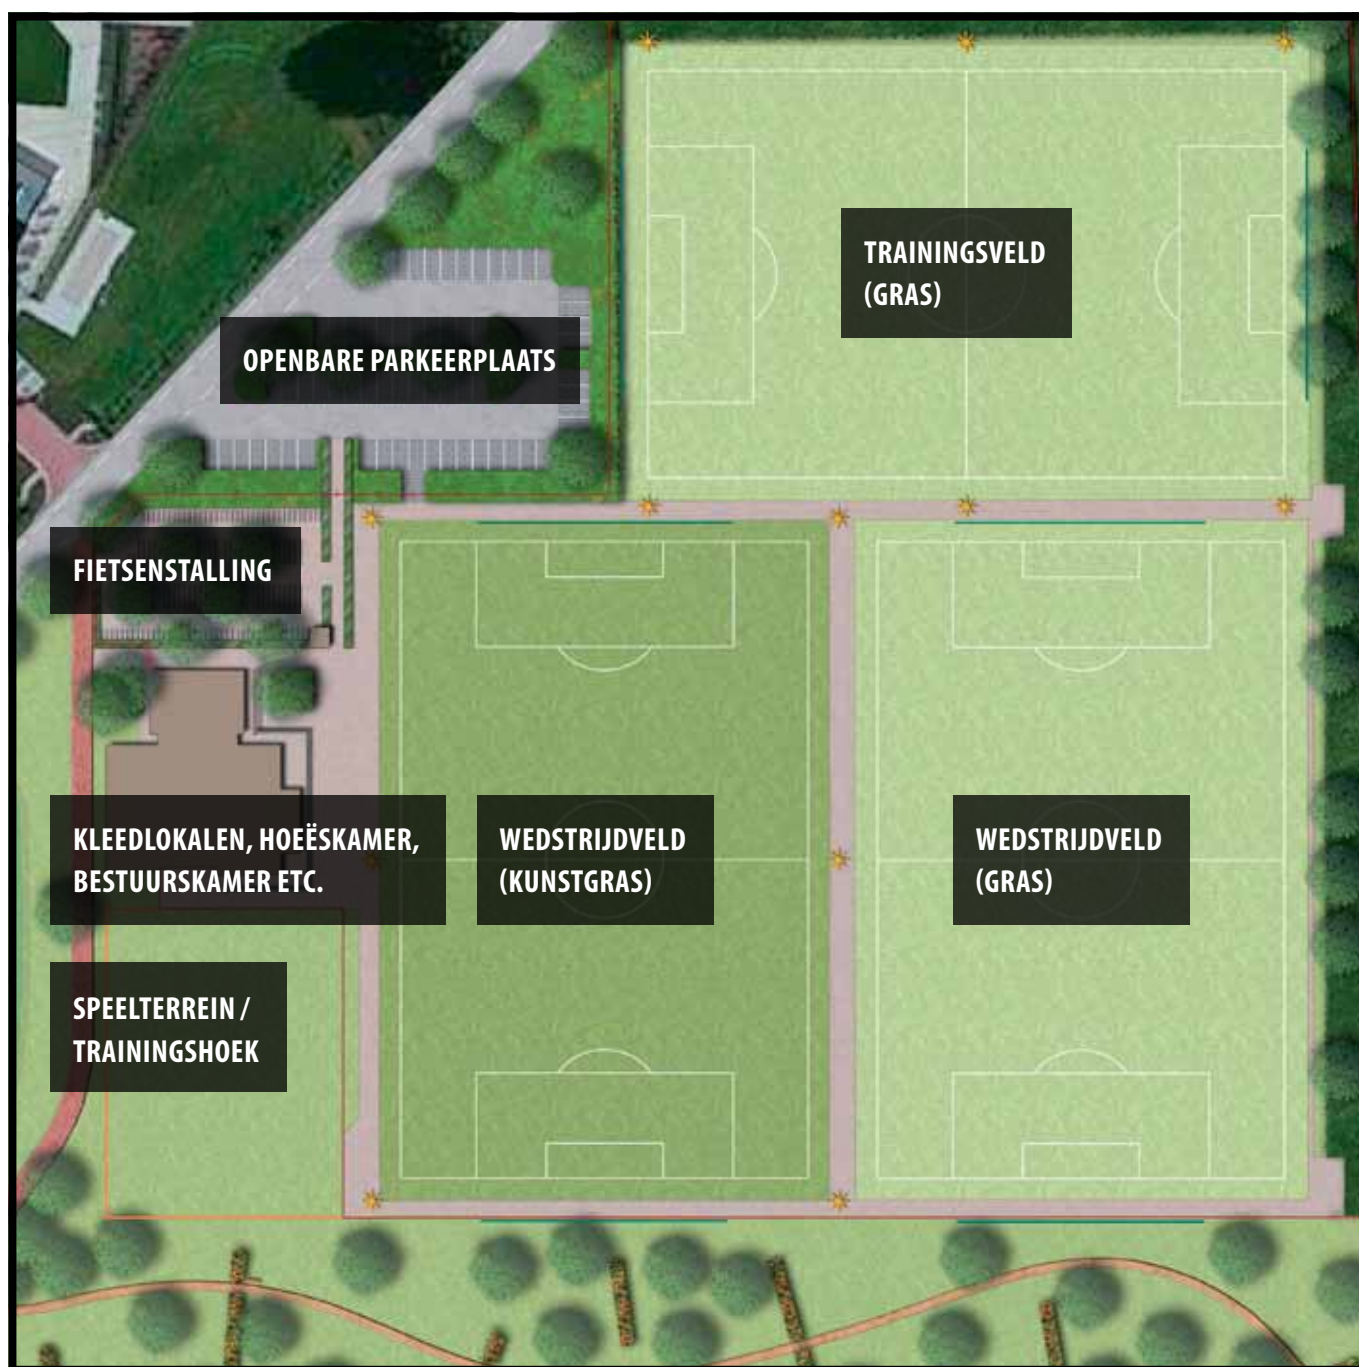 TRAININGSVELD
(GRAS)
OPENBARE PARKEERPLAATS
FIETSENSTALLING
KLEEDLOKALEN, HOEËSKAMER,
BESTUURSKAMER ETC.
WEDSTRIJDVELD
(KUNSTGRAS)
WEDSTRIJDVELD
(GRAS)
SPEELTERREIN /
TRAININGSHOEK